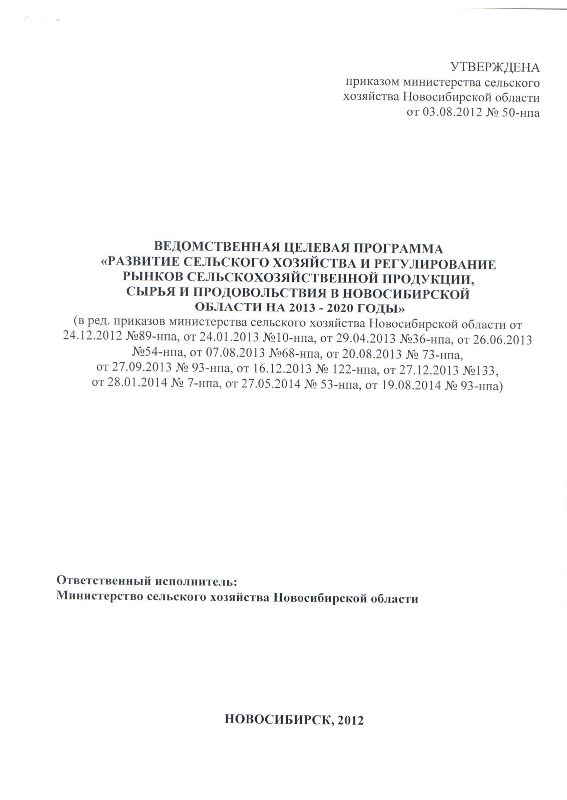 УТВЕРЖДЕНА
приказом министерства сельского
хозяйства Новосибирской области
от 03.08.2012 № 50-нпа
ВЕДОМСТВЕННАЯ ЦЕЛЕВАЯ ПРОГРАММА
«РАЗВИТИЕ СЕЛЬСКОГО ХОЗЯЙСТВА И РЕГУЛИРОВАНИЕ
РЫНКОВ СЕЛЬСКОХОЗЯЙСТВЕННОЙ ПРОДУКЦИИ,
СЫРЬЯ И ПРОДОВОЛЬСТВИЯ В НОВОСИБИРСКОЙ
ОБЛАСТИ НА 2013 - 2020 ГОДЫ»
(в ред. приказов министерства сельского хозяйства Новосибирской области от
24.12.2012 №89-нпа, от 24.01.2013 №10-нпа, от 29.04.2013 №36-нпа, от 26.06.2013
№54-нпа, от 07.08.2013 №68-нпа, от 20.08.2013 № 73-нпа,
от 27.09.2013 № 93-нпа, от 16.12.2013 № 122-нпа, от 27.12.2013 №133,
от 28.01.2014 № 7-нпа, от 27.05.2014 № 53-нпа, от 19.08.2014 № 93-нпа)
Ответственный исполнитель:
Министерство сельского хозяйства Новосибирской области
НОВОСИБИРСК, 2012